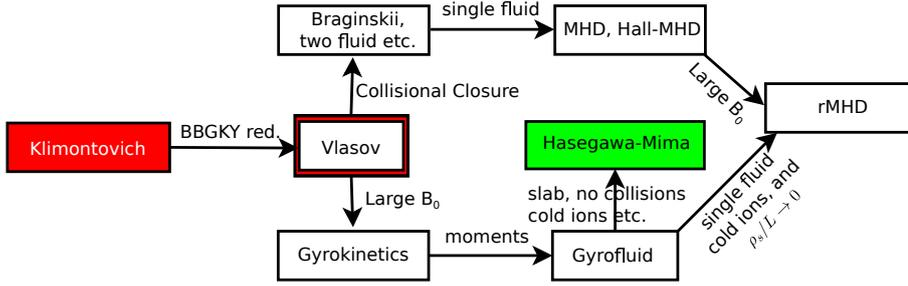 Braginskii,
two fluid etc.
single fluid
MHD, Hall-MHD
Large B₀
rMHD
Collisional Closure
Klimontovich
BBGKY red.
Vlasov
Hasegawa-Mima
Large B₀
slab, no collisions
cold ions etc.
single fluid
cold ions, and
ρₛ/L → 0
Gyrokinetics
moments
Gyrofluid